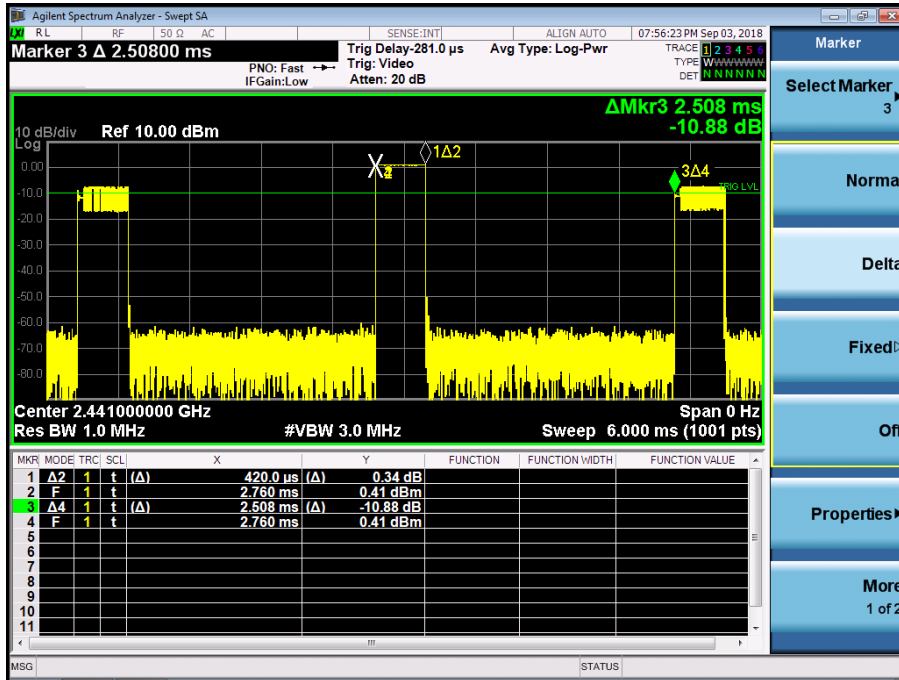 Agilent Spectrum Analyzer - Swept SA
LXI RL RF 50 Ω AC SENSE:INT ALIGN AUTO 07:56:23 PM Sep 03, 2018
Marker 3 Δ 2.50800 ms
PNO: Fast
IFGain:Low
Trig Delay-281.0 µs
Trig: Video
Atten: 20 dB
Avg Type: Log-Pwr
TRACE 1 2 3 4 5 6
TYPE WWWWWW
DET N N N N N N
ΔMkr3 2.508 ms
-10.88 dB
10 dB/div Ref 10.00 dBm
Log
0.00
-10.0
-20.0
-30.0
-40.0
-50.0
-60.0
-70.0
-80.0
X
1Δ2
3Δ4
TRIG LVL
Center 2.441000000 GHz Span 0 Hz
Res BW 1.0 MHz #VBW 3.0 MHz Sweep 6.000 ms (1001 pts)
MKR MODE TRC SCL X Y FUNCTION FUNCTION WIDTH FUNCTION VALUE
1 Δ2 1 t (Δ) 420.0 µs (Δ) 0.34 dB
2 F 1 t 2.760 ms 0.41 dBm
3 Δ4 1 t (Δ) 2.508 ms (Δ) -10.88 dB
4 F 1 t 2.760 ms 0.41 dBm
5
6
7
8
9
10
11
MSG STATUS
Marker
Select Marker
3
Norma
Delta
Fixed
Of
Properties
More
1 of 2